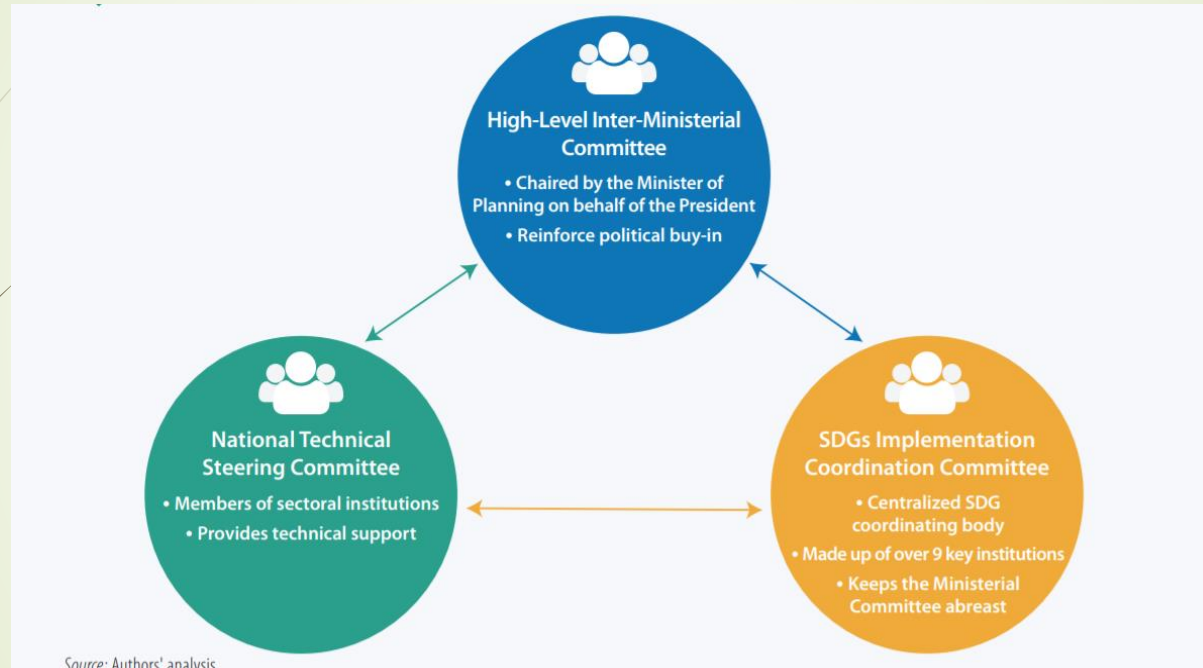 High-Level Inter-Ministerial
Committee
• Chaired by the Minister of
Planning on behalf of the President
• Reinforce political buy-in
National Technical
Steering Committee
• Members of sectoral institutions
• Provides technical support
SDGs Implementation
Coordination Committee
• Centralized SDG
coordinating body
• Made up of over 9 key institutions
• Keeps the Ministerial
Committee abreast
Source: Authors' analysis